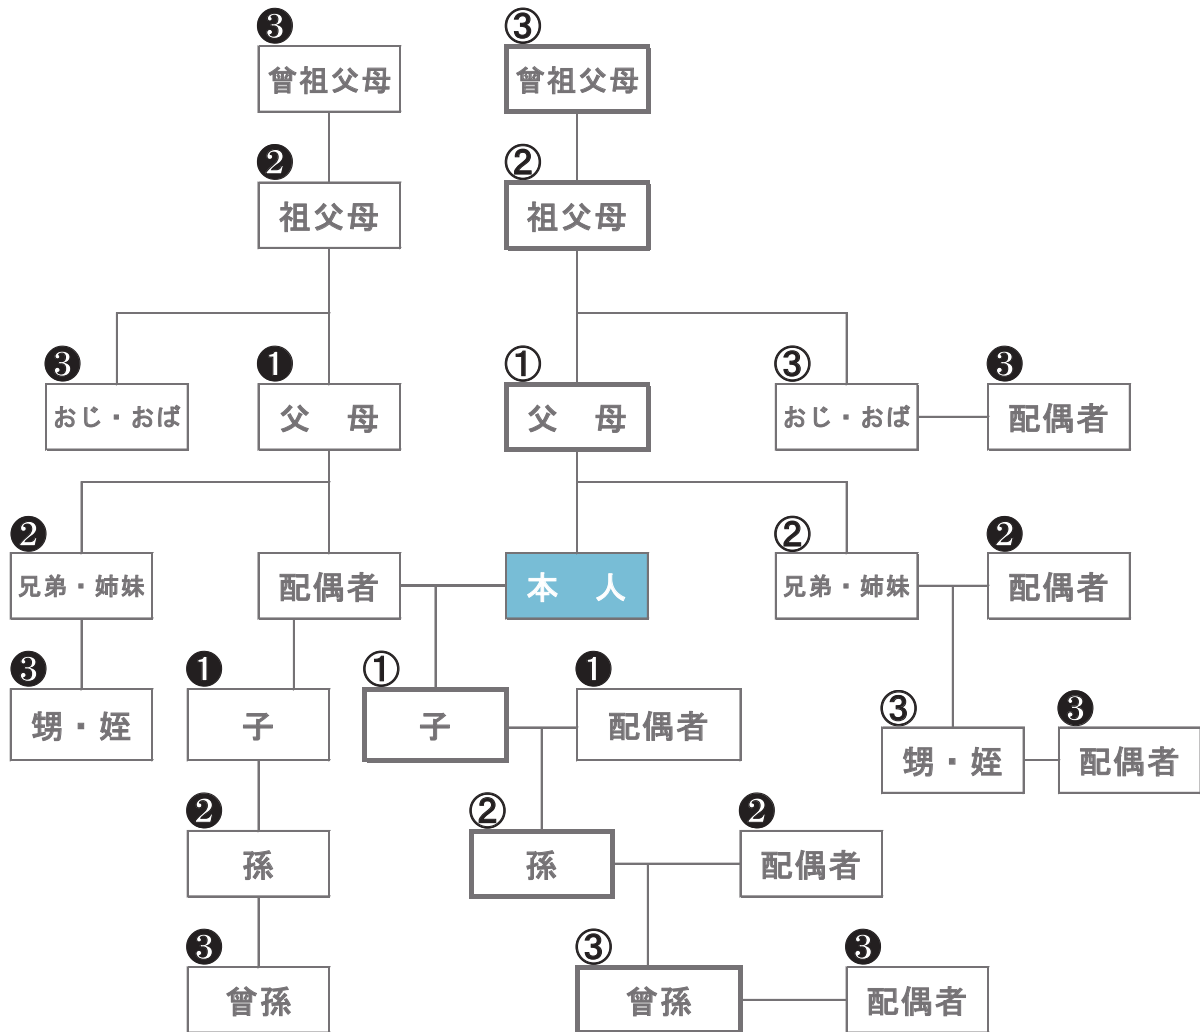 ❸ ③
曾祖父母 曾祖父母
❷ ②
祖父母 祖父母
❸ ❶ ① ③ ❸
おじ・おば 父 母 父 母 おじ・おば 配偶者
❷ ② ❷
兄弟・姉妹 配偶者 本 人 兄弟・姉妹 配偶者
❸ ❶ ① ❶
甥・姪 子 子 配偶者
③ ❸
甥・姪 配偶者
❷ ② ❷
孫 孫 配偶者
❸ ③ ❸
曾孫 曾孫 配偶者